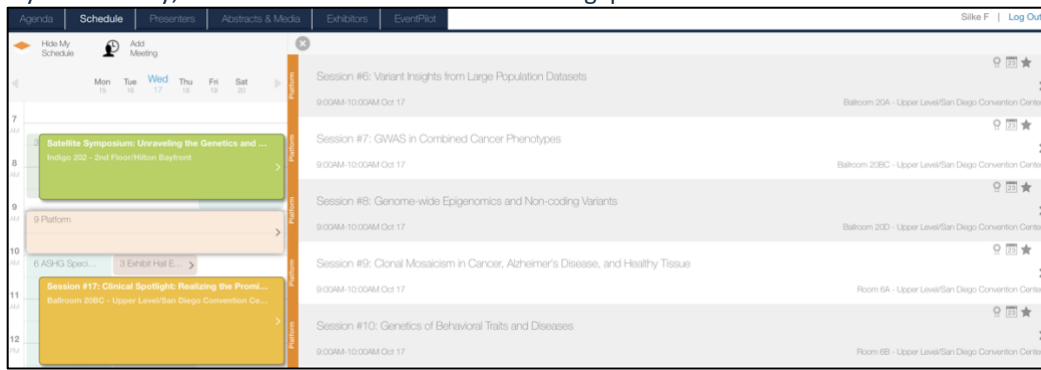 Agenda Schedule Presenters Abstracts & Media Exhibitors EventPilot Silke F | Log Out
Hide My Schedule
Add Meeting
Mon Tue Wed Thu Fri Sat
15 16 17 18 19 20
7 AM
Satellite Symposium: Unraveling the Genetics and ...
Indigo 202 - 2nd Floor/Hilton Bayfront
8 AM
9 AM
9 Platform
10 AM
6 ASHG Speci... 3 Exhibit Hall E...
Session #17: Clinical Spotlight: Realizing the Promi...
Ballroom 20BC - Upper Level/San Diego Convention Ce...
11 AM
12 PM
Platform
Session #6: Variant Insights from Large Population Datasets
9:00AM-10:00AM Oct 17 Ballroom 20A - Upper Level/San Diego Convention Cente
Platform
Session #7: GWAS in Combined Cancer Phenotypes
9:00AM-10:00AM Oct 17 Ballroom 20BC - Upper Level/San Diego Convention Cente
Platform
Session #8: Genome-wide Epigenomics and Non-coding Variants
9:00AM-10:00AM Oct 17 Ballroom 20D - Upper Level/San Diego Convention Cente
Platform
Session #9: Clonal Mosaicism in Cancer, Alzheimer's Disease, and Healthy Tissue
9:00AM-10:00AM Oct 17 Room 6A - Upper Level/San Diego Convention Cente
Platform
Session #10: Genetics of Behavioral Traits and Diseases
9:00AM-10:00AM Oct 17 Room 6B - Upper Level/San Diego Convention Cente